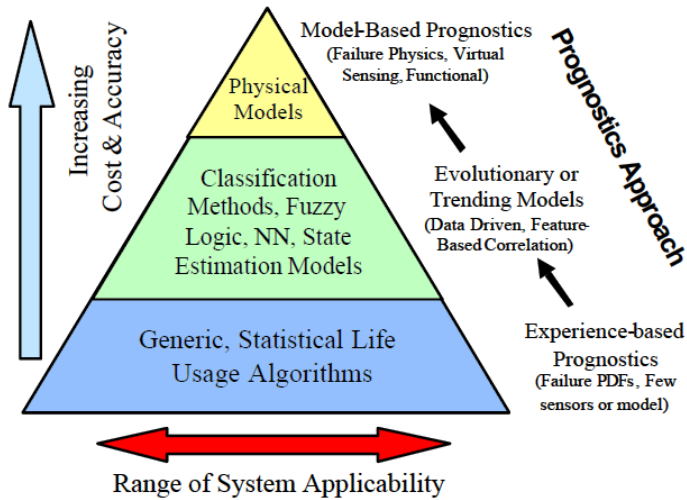 Model-Based Prognostics
(Failure Physics, Virtual
Sensing, Functional)
Prognostics Approach
Increasing
Cost & Accuracy
Physical
Models
Classification
Methods, Fuzzy
Logic, NN, State
Estimation Models
Evolutionary or
Trending Models
(Data Driven, Feature-
Based Correlation)
Generic, Statistical Life
Usage Algorithms
Experience-based
Prognostics
(Failure PDFs, Few
sensors or model)
Range of System Applicability